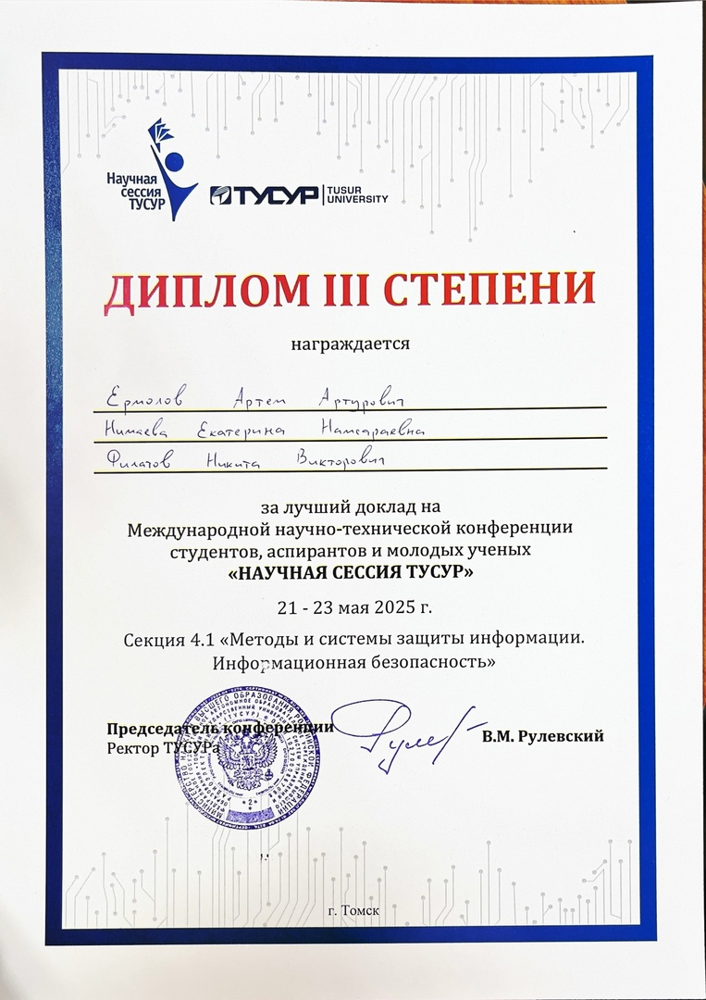 Научная
сессия
ТУСУР
ТУСУР TUSUR
UNIVERSITY
ДИПЛОМ III СТЕПЕНИ
награждается
Ермолов Артем Артурович
Нимаева Екатерина Намсараевна
Филатов Никита Викторович
за лучший доклад на
Международной научно-технической конференции
студентов, аспирантов и молодых ученых
«НАУЧНАЯ СЕССИЯ ТУСУР»
21 - 23 мая 2025 г.
Секция 4.1 «Методы и системы защиты информации.
Информационная безопасность»
Председатель конференции
Ректор ТУСУРа
В.М. Рулевский
г. Томск